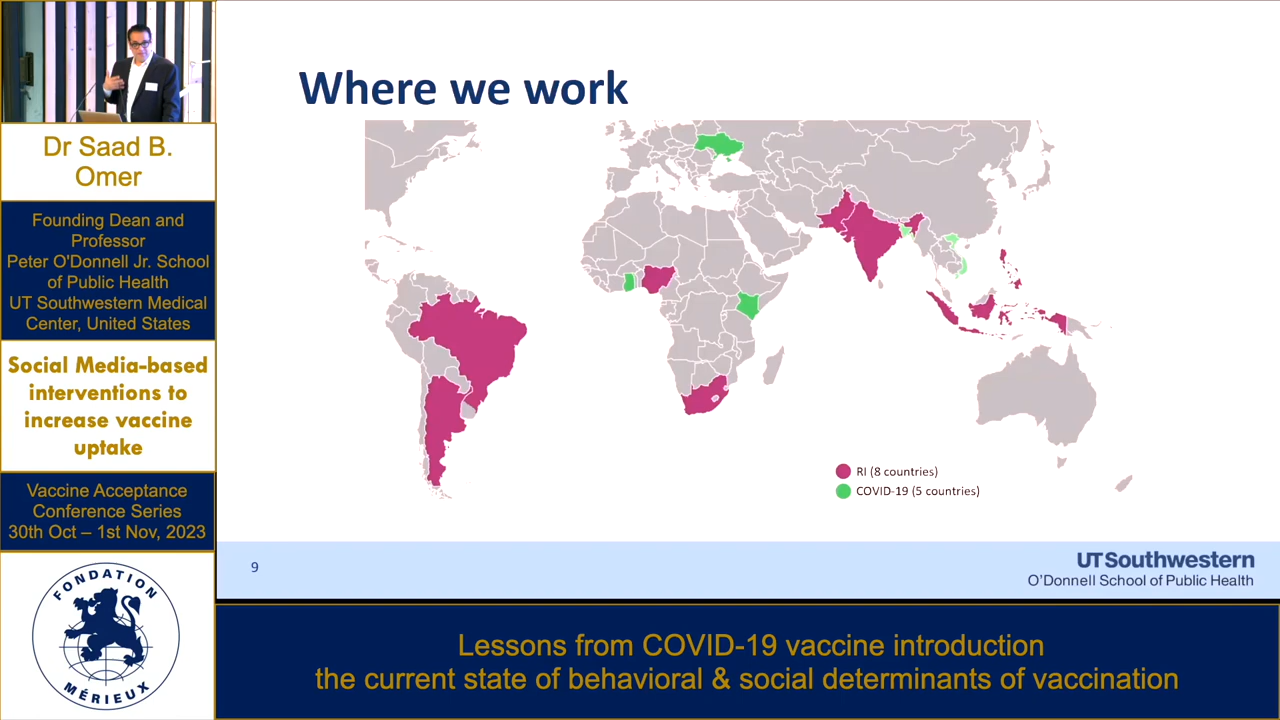 Dr Saad B.
Omer
Founding Dean and
Professor
Peter O'Donnell Jr. School
of Public Health
UT Southwestern Medical
Center, United States
Social Media-based
interventions to
increase vaccine
uptake
Vaccine Acceptance
Conference Series
30th Oct – 1st Nov, 2023
FONDATION
MÉRIEUX
Where we work
RI (8 countries)
COVID-19 (5 countries)
9
UTSouthwestern
O'Donnell School of Public Health
Lessons from COVID-19 vaccine introduction
the current state of behavioral & social determinants of vaccination